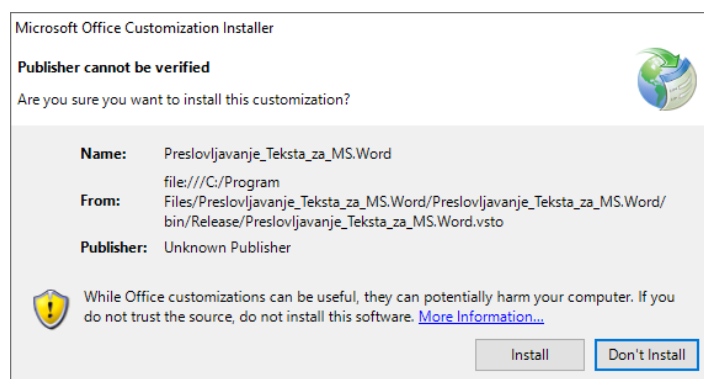 Microsoft Office Customization Installer
Publisher cannot be verified
Are you sure you want to install this customization?
Name: Preslovljavanje_Teksta_za_MS.Word
file:///C:/Program
From: Files/Preslovljavanje_Teksta_za_MS.Word/Preslovljavanje_Teksta_za_MS.Word/
bin/Release/Preslovljavanje_Teksta_za_MS.Word.vsto
Publisher: Unknown Publisher
While Office customizations can be useful, they can potentially harm your computer. If you
do not trust the source, do not install this software. More Information...
Install Don't Install